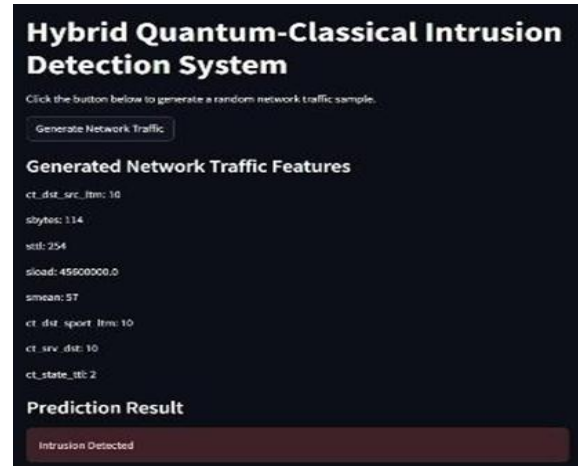 Hybrid Quantum-Classical Intrusion
Detection System
Click the button below to generate a random network traffic sample.
Generate Network Traffic
Generated Network Traffic Features
ct_dst_src_ltm: 10
sbytes: 114
sttl: 254
sload: 45600000.0
smean: 57
ct_dst_sport_ltm: 10
ct_srv_dst: 10
ct_state_ttl: 2
Prediction Result
Intrusion Detected